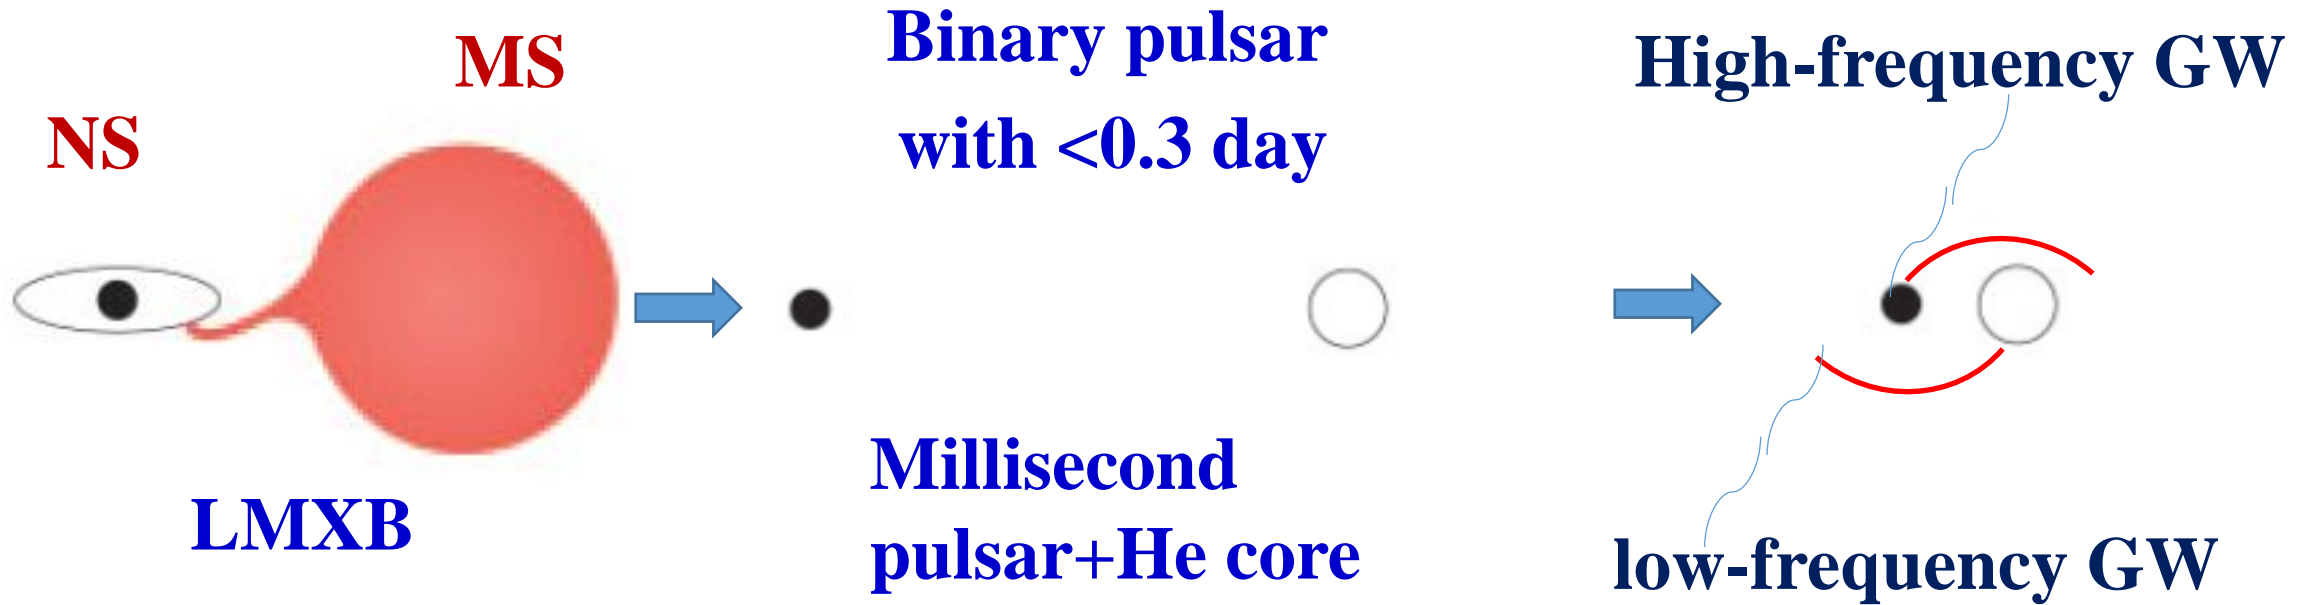 NS
MS
LMXB
Binary pulsar
with <0.3 day
Millisecond
pulsar+He core
High-frequency GW
low-frequency GW